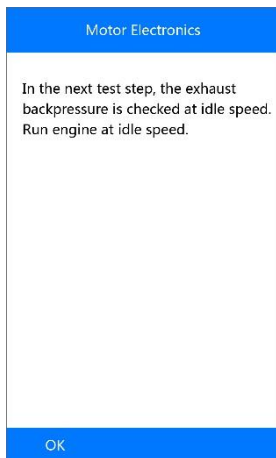 Motor Electronics
In the next test step, the exhaust
backpressure is checked at idle speed.
Run engine at idle speed.
OK